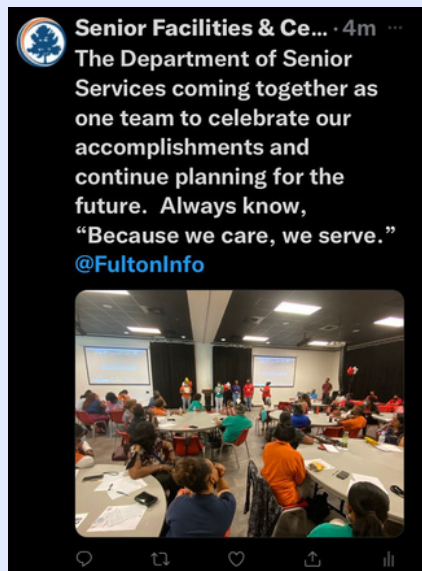 Senior Facilities & Ce... · 4m ...
The Department of Senior
Services coming together as
one team to celebrate our
accomplishments and
continue planning for the
future.  Always know,
“Because we care, we serve.”
@FultonInfo